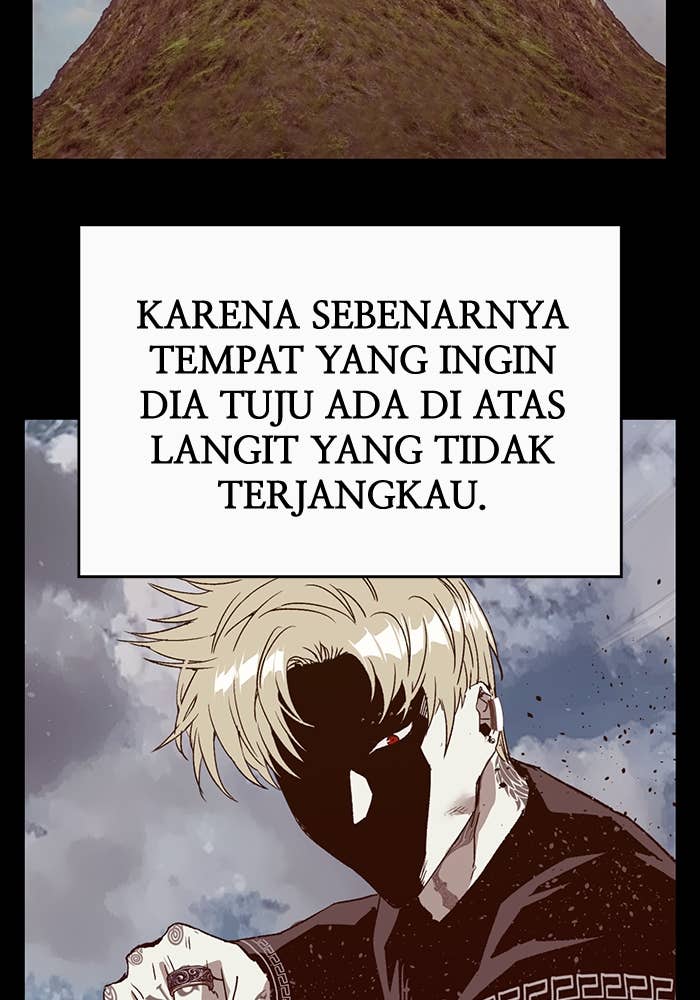 KARENA SEBENARNYA
TEMPAT YANG INGIN
DIA TUJU ADA DI ATAS
LANGIT YANG TIDAK
TERJANGKAU.